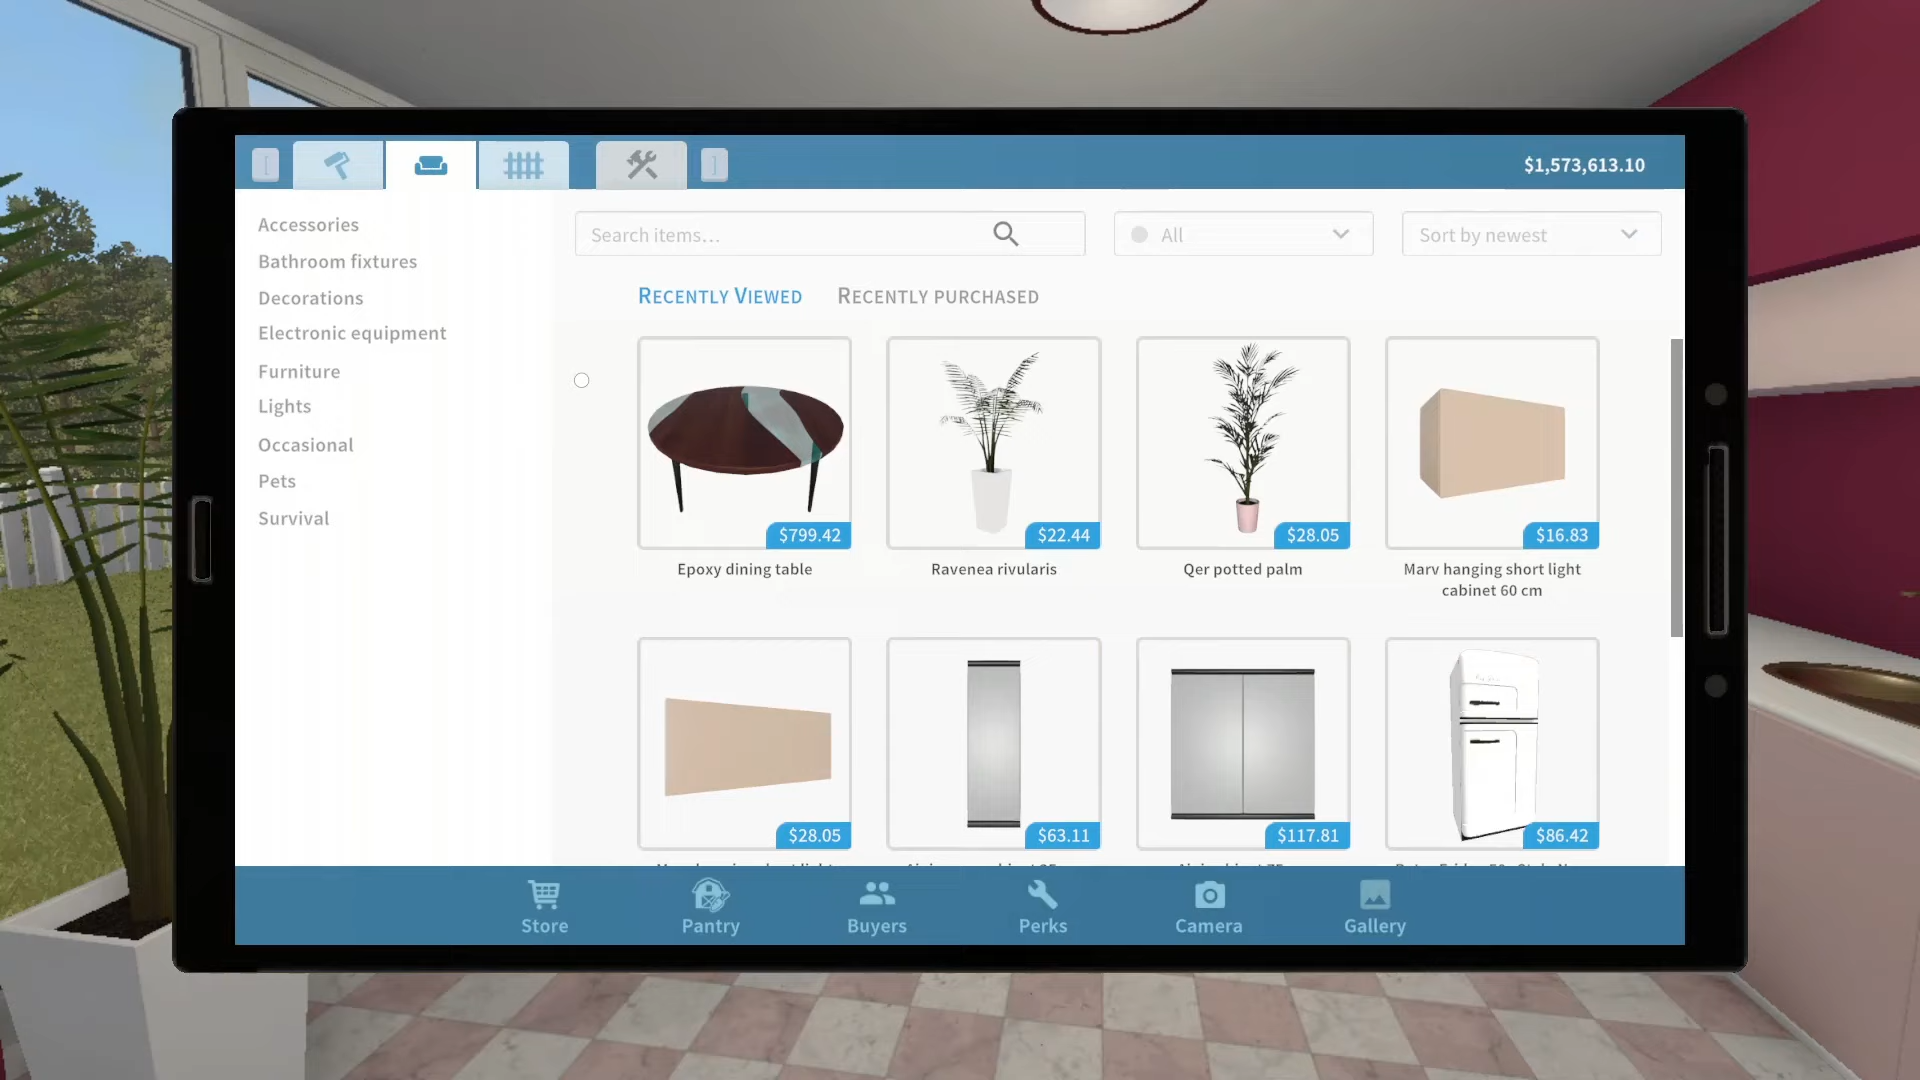 [
]
$1,573,613.10
Accessories
Bathroom fixtures
Decorations
Electronic equipment
Furniture
Lights
Occasional
Pets
Survival
Search items...
All
Sort by newest
RECENTLY VIEWED
RECENTLY PURCHASED
$799.42
$22.44
$28.05
$16.83
Epoxy dining table
Ravenea rivularis
Qer potted palm
Marv hanging short light
cabinet 60 cm
$28.05
$63.11
$117.81
$86.42
Store
Pantry
Buyers
Perks
Camera
Gallery